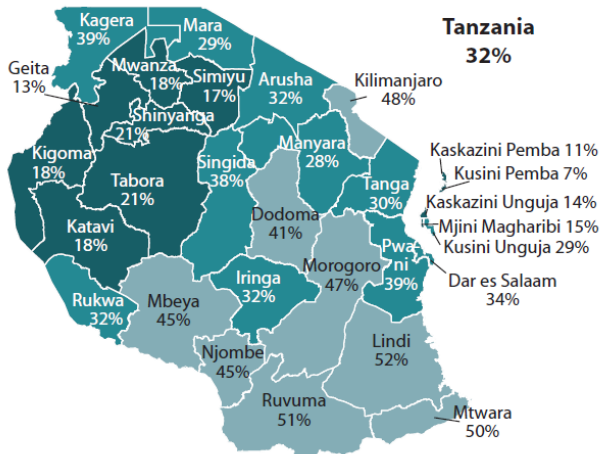 Tanzania
32%
Kagera
39%
Mara
29%
Geita
13%
Mwanza
18%
Simiyu
17%
Arusha
32%
Kilimanjaro
48%
Shinyanga
21%
Kigoma
18%
Tabora
21%
Singida
38%
Manyara
28%
Kaskazini Pemba 11%
Kusini Pemba 7%
Tanga
30%
Kaskazini Unguja 14%
Mjini Magharibi 15%
Kusini Unguja 29%
Katavi
18%
Dodoma
41%
Pwa-
ni
39%
Dar es Salaam
34%
Morogoro
47%
Rukwa
32%
Mbeya
45%
Iringa
32%
Njombe
45%
Lindi
52%
Ruvuma
51%
Mtwara
50%